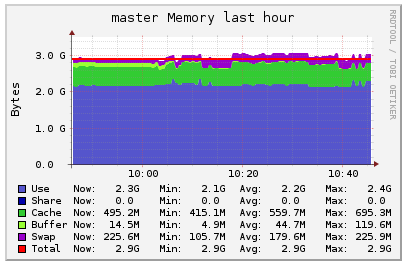 master Memory last hour
RRDTOOL / TOBI OETIKER
Bytes
3.0 G
2.0 G
1.0 G
0.0
10:00 10:20 10:40
Use Now: 2.3G Min: 2.1G Avg: 2.2G Max: 2.4G
Share Now: 0.0 Min: 0.0 Avg: 0.0 Max: 0.0
Cache Now: 495.2M Min: 415.1M Avg: 559.7M Max: 695.3M
Buffer Now: 14.5M Min: 4.9M Avg: 44.7M Max: 119.6M
Swap Now: 225.6M Min: 105.7M Avg: 179.6M Max: 225.9M
Total Now: 2.9G Min: 2.9G Avg: 2.9G Max: 2.9G